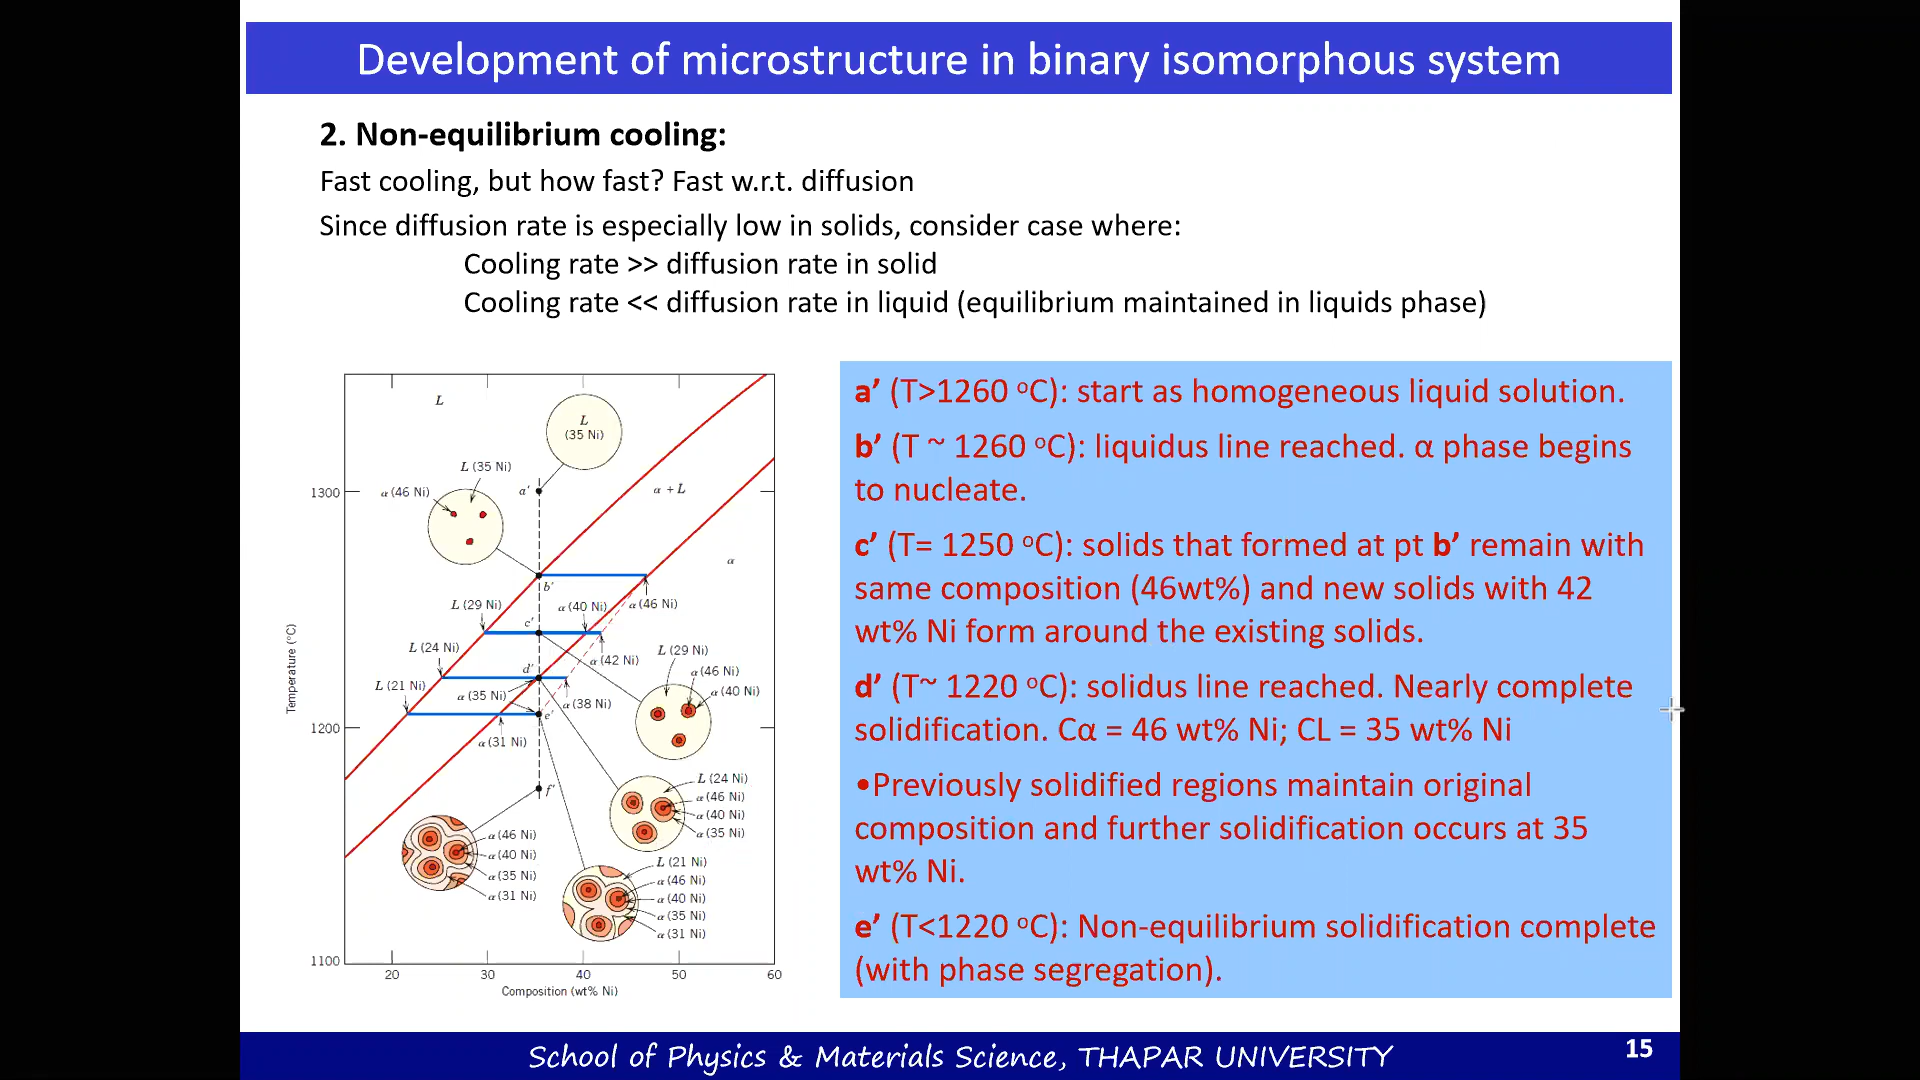 Development of microstructure in binary isomorphous system
2. Non-equilibrium cooling:
Fast cooling, but how fast? Fast w.r.t. diffusion
Since diffusion rate is especially low in solids, consider case where:
Cooling rate >> diffusion rate in solid
Cooling rate << diffusion rate in liquid (equilibrium maintained in liquids phase)
L
L
(35 Ni)
L (35 Ni)
α (46 Ni)
a′
α + L
1300
α
b′
L (29 Ni)
α (40 Ni)
α (46 Ni)
c′
L (24 Ni)
α (42 Ni)
L (29 Ni)
d′
α (46 Ni)
L (21 Ni)
α (35 Ni)
α (40 Ni)
α (38 Ni)
e′
1200
α (31 Ni)
Temperature (°C)
f′
L (24 Ni)
α (46 Ni)
α (40 Ni)
α (35 Ni)
α (46 Ni)
α (40 Ni)
α (35 Ni)
α (31 Ni)
L (21 Ni)
α (46 Ni)
α (40 Ni)
α (35 Ni)
α (31 Ni)
1100
20 30 40 50 60
Composition (wt% Ni)
a’ (T>1260 ºC): start as homogeneous liquid solution.
b’ (T ~ 1260 ºC): liquidus line reached. α phase begins
to nucleate.
c’ (T= 1250 ºC): solids that formed at pt b’ remain with
same composition (46wt%) and new solids with 42
wt% Ni form around the existing solids.
d’ (T~ 1220 ºC): solidus line reached. Nearly complete
solidification. Cα = 46 wt% Ni; CL = 35 wt% Ni
•Previously solidified regions maintain original
composition and further solidification occurs at 35
wt% Ni.
e’ (T<1220 ºC): Non-equilibrium solidification complete
(with phase segregation).
School of Physics & Materials Science, THAPAR UNIVERSITY
15